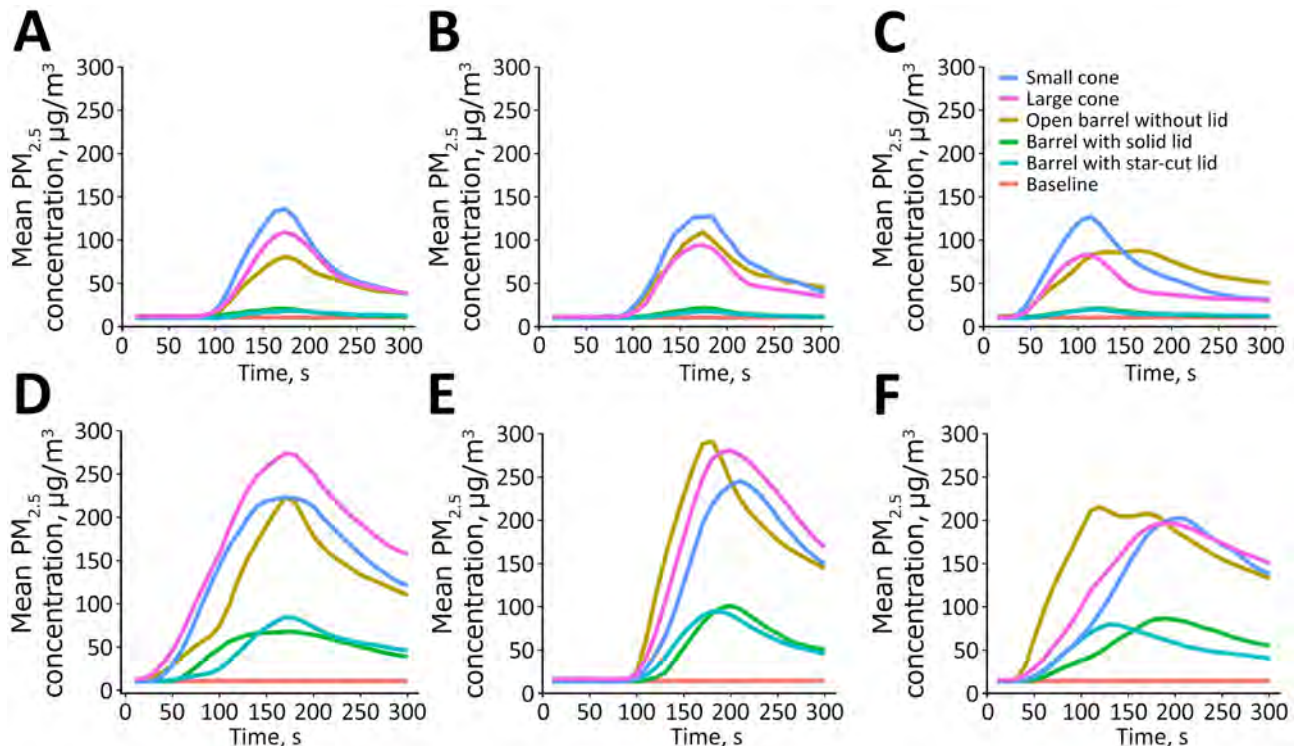 A
Mean PM2.5
concentration, µg/m³
300
250
200
150
100
50
0
0 50 100 150 200 250 300
Time, s
B
Mean PM2.5
concentration, µg/m³
300
250
200
150
100
50
0
0 50 100 150 200 250 300
Time, s
C
Mean PM2.5
concentration, µg/m³
300
250
200
150
100
50
0
Small cone
Large cone
Open barrel without lid
Barrel with solid lid
Barrel with star-cut lid
Baseline
0 50 100 150 200 250 300
Time, s
D
Mean PM2.5
concentration, µg/m³
300
250
200
150
100
50
0
0 50 100 150 200 250 300
Time, s
E
Mean PM2.5
concentration, µg/m³
300
250
200
150
100
50
0
0 50 100 150 200 250 300
Time, s
F
Mean PM2.5
concentration, µg/m³
300
250
200
150
100
50
0
0 50 100 150 200 250 300
Time, s